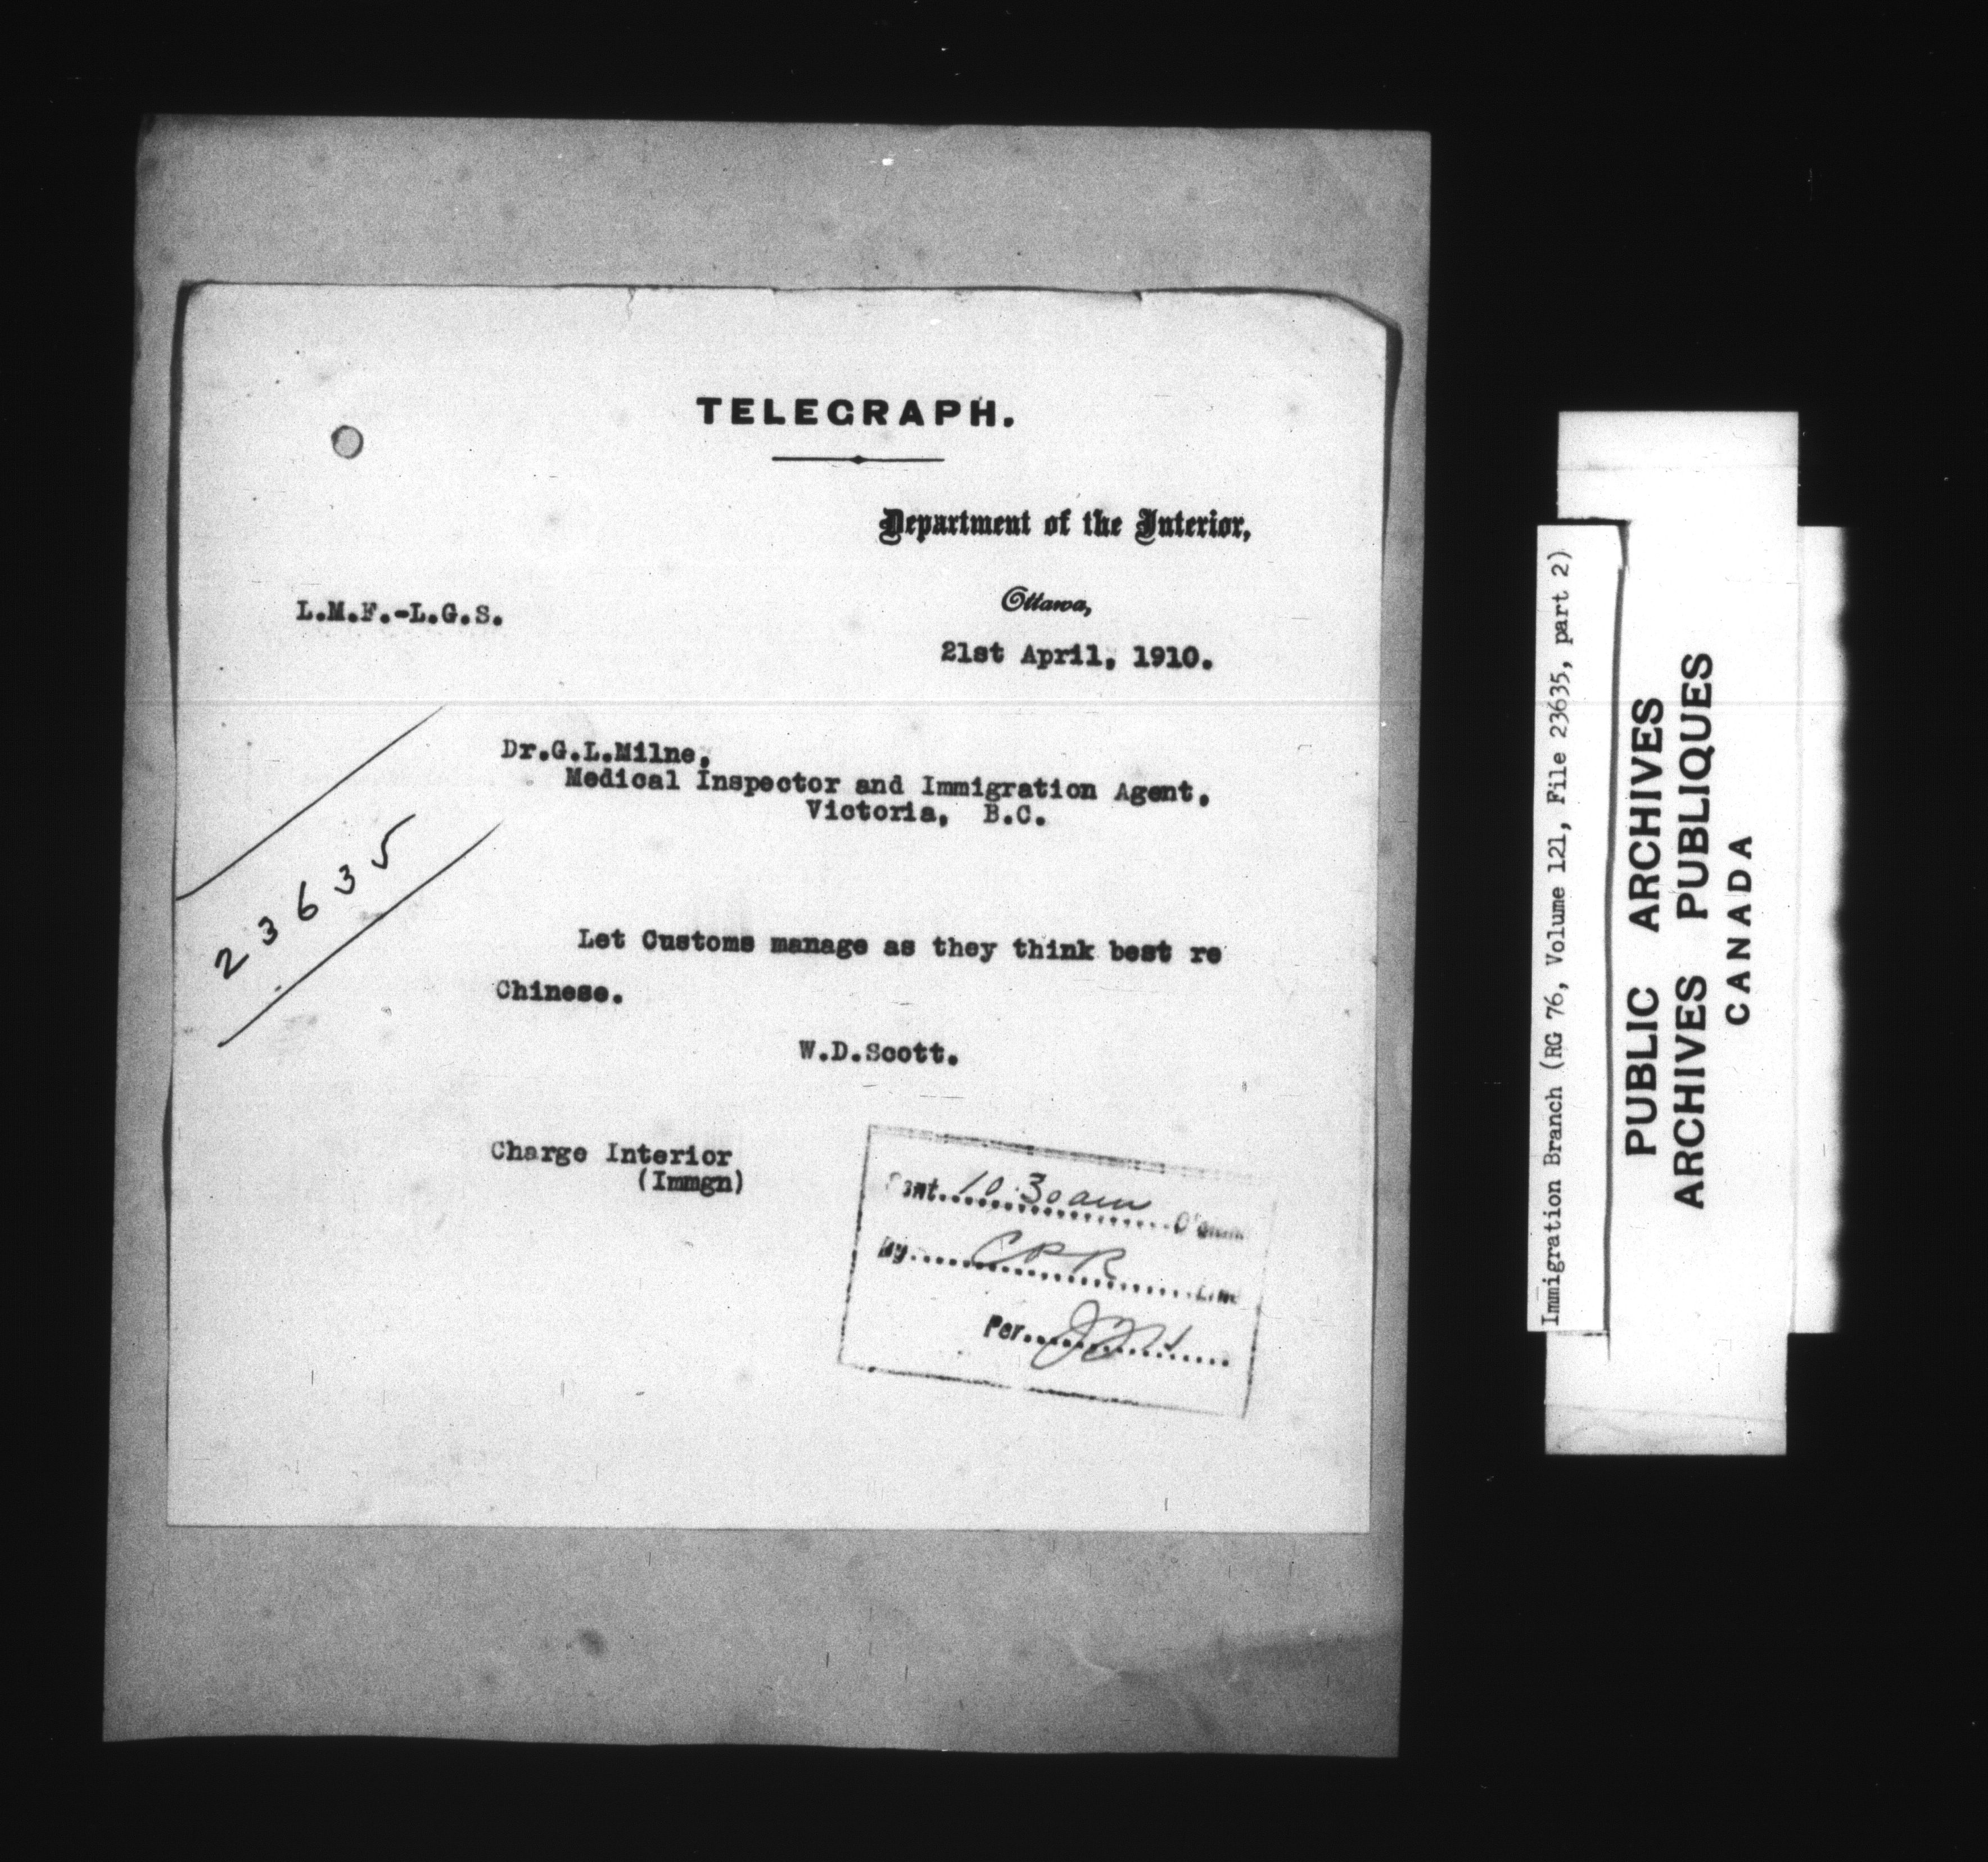 TELEGRAPH.
Department of the Interior,
Ottawa,
L.M.F.-L.G.S.
21st April, 1910.
Dr.G.L.Milne,
Medical Inspector and Immigration Agent,
Victoria, B.C.
23635
Let Customs manage as they think best re
Chinese.
W.D.Scott.
Charge Interior
(Immgn)
Sent 10.30 am
By CPR Line
Per
Immigration Branch (RG 76, Volume 121, File 23635, part 2)
PUBLIC ARCHIVES
ARCHIVES PUBLIQUES
CANADA